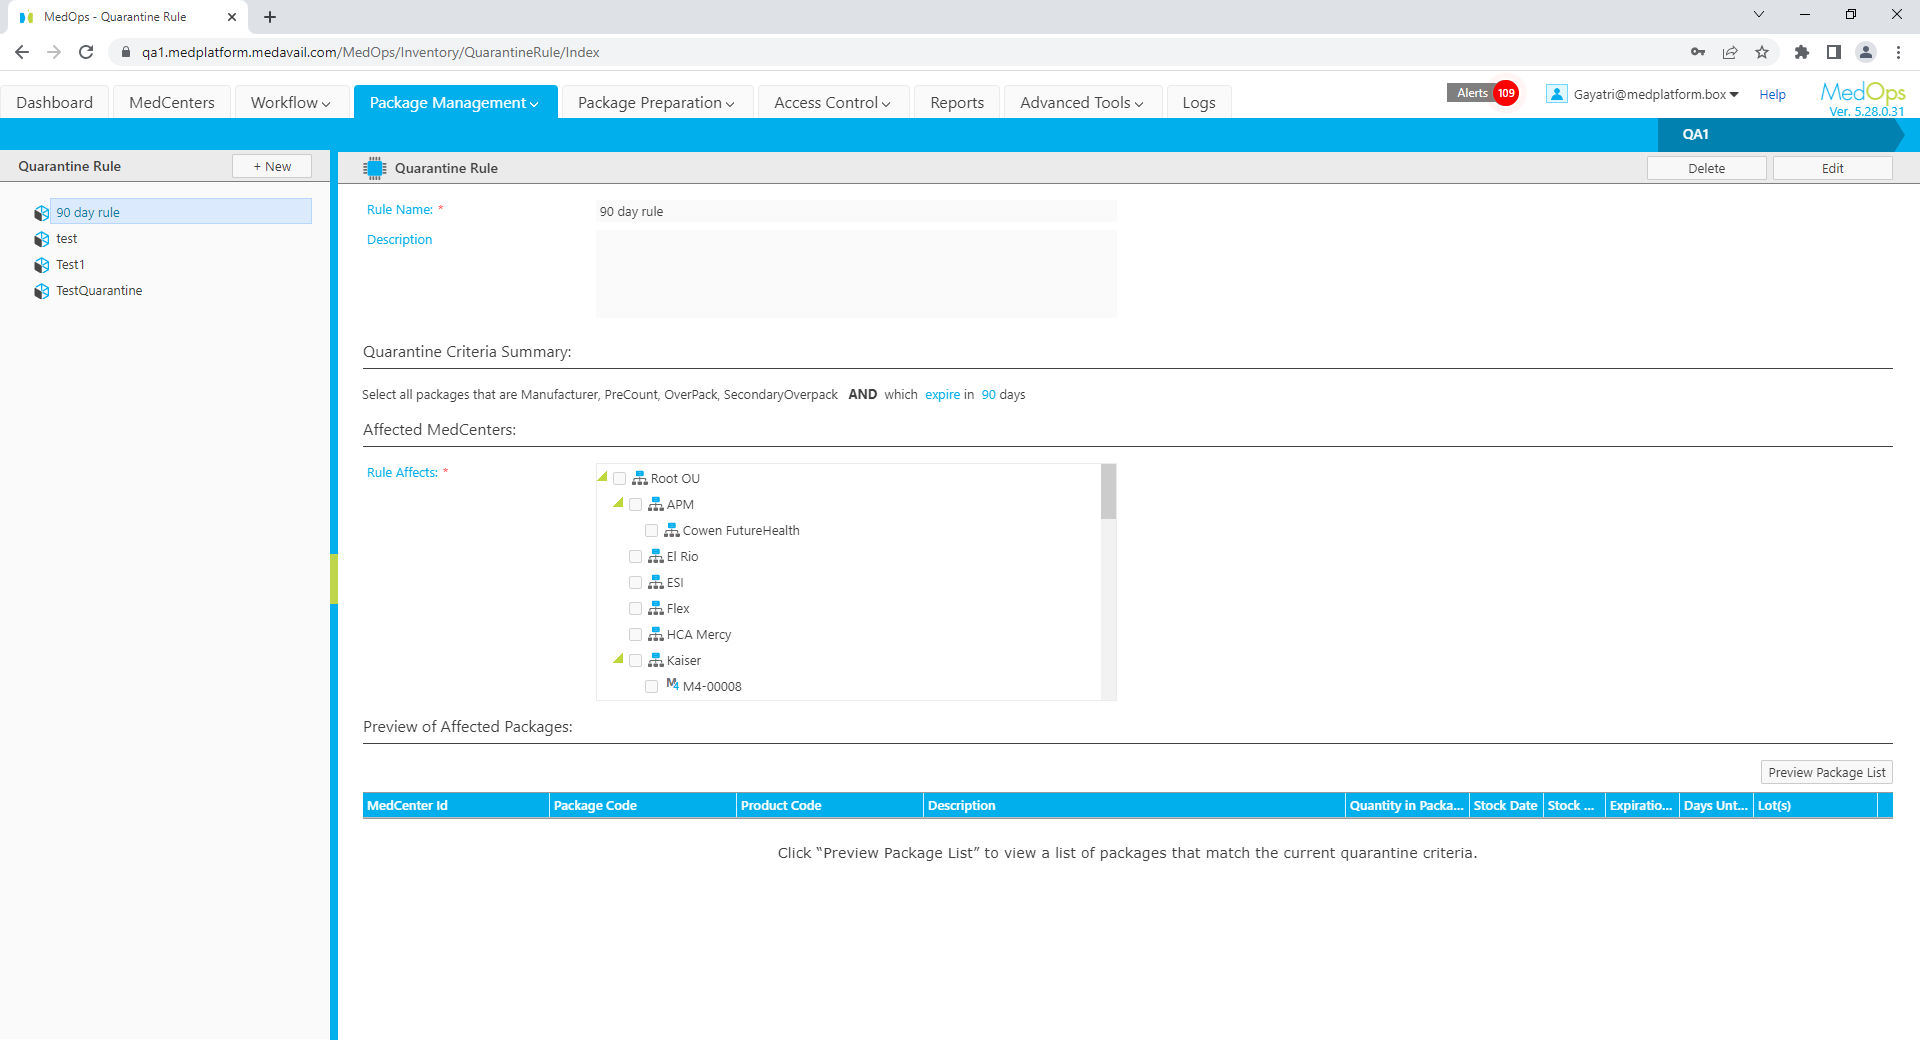 MedOps - Quarantine Rule
qa1.medplatform.medavail.com/MedOps/Inventory/QuarantineRule/Index
Dashboard
MedCenters
Workflow
Package Management
Package Preparation
Access Control
Reports
Advanced Tools
Logs
Alerts 109
Gayatri@medplatform.box
Help
MedOps
Ver. 5.28.0.31
QA1
Quarantine Rule
+ New
90 day rule
test
Test1
TestQuarantine
Quarantine Rule
Delete
Edit
Rule Name: *
90 day rule
Description
Quarantine Criteria Summary:
Select all packages that are Manufacturer, PreCount, OverPack, SecondaryOverpack AND which expire in 90 days
Affected MedCenters:
Rule Affects: *
Root OU
APM
Cowen FutureHealth
El Rio
ESI
Flex
HCA Mercy
Kaiser
M4 M4-00008
Preview of Affected Packages:
Preview Package List
MedCenter Id
Package Code
Product Code
Description
Quantity in Packa...
Stock Date
Stock ...
Expiratio...
Days Unt...
Lot(s)
Click “Preview Package List” to view a list of packages that match the current quarantine criteria.